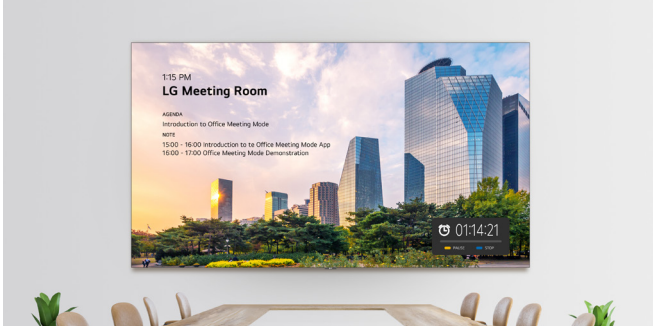 1:15 PM
LG Meeting Room
AGENDA
Introduction to Office Meeting Mode
NOTE
15:00 - 16:00 Introduction to te Office Meeting Mode App
16:00 - 17:00 Office Meeting Mode Demonstration
01:14:21
PAUSE
STOP